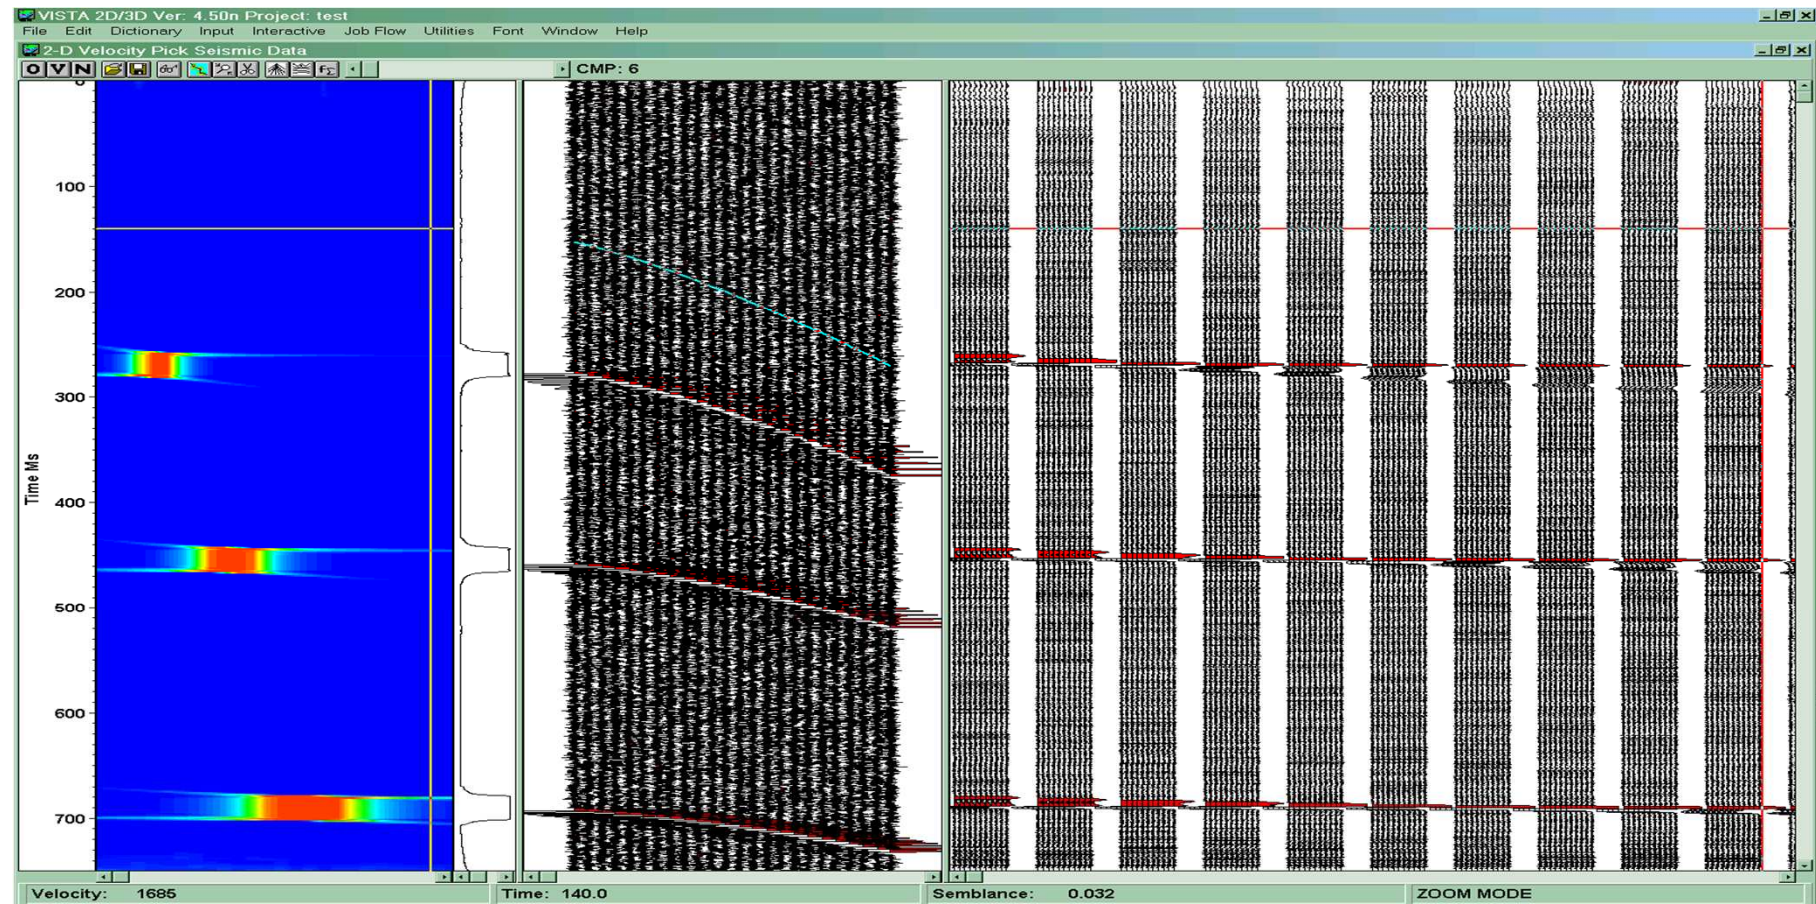 VISTA 2D/3D Ver: 4.50n Project: test
File Edit Dictionary Input Interactive Job Flow Utilities Font Window Help
2-D Velocity Pick Seismic Data
O V N CMP: 6
0
100
200
300
400
500
600
700
Time Ms
Velocity: 1685 Time: 140.0 Semblance: 0.032 ZOOM MODE